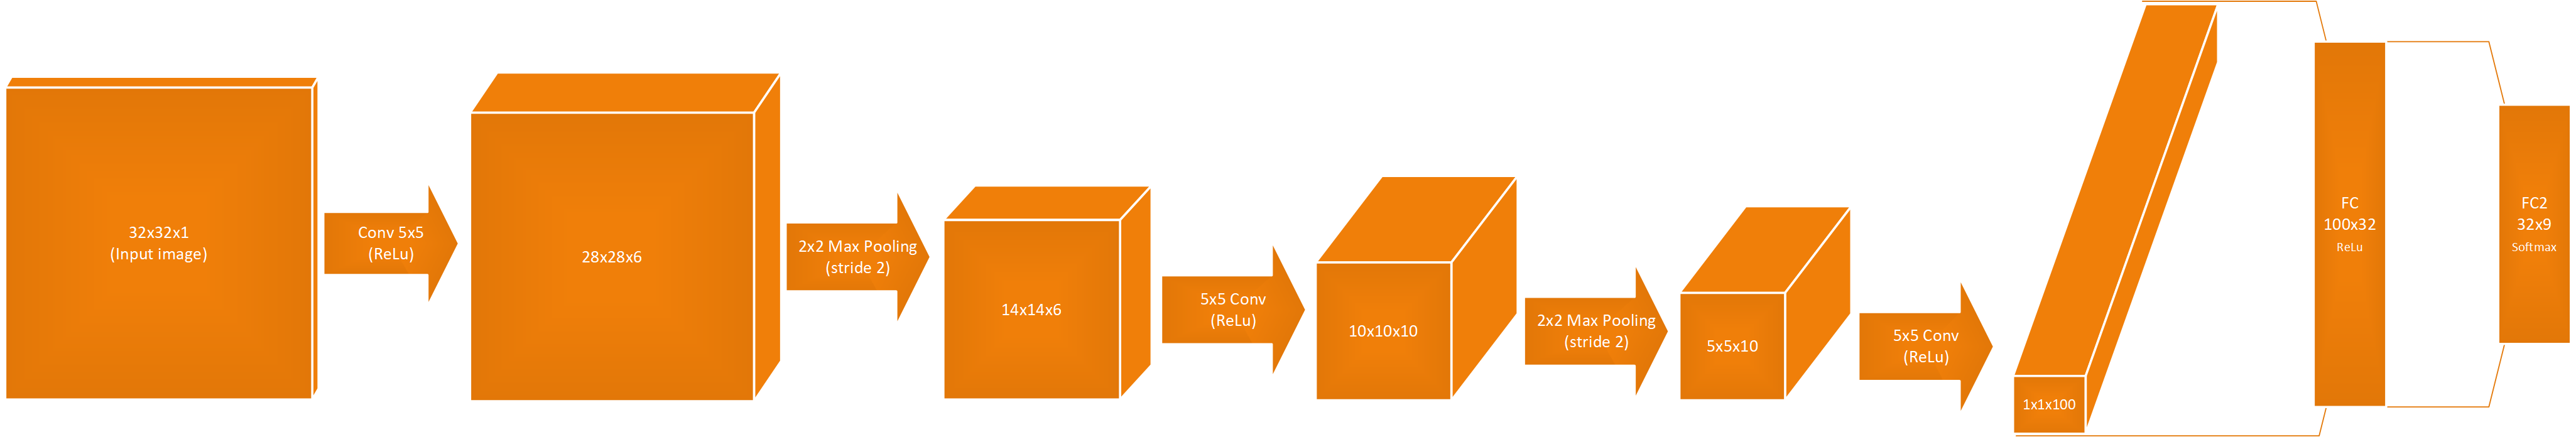 32x32x1
(Input image)
Conv 5x5
(ReLu)
28x28x6
2x2 Max Pooling
(stride 2)
14x14x6
5x5 Conv
(ReLu)
10x10x10
2x2 Max Pooling
(stride 2)
5x5x10
5x5 Conv
(ReLu)
1x1x100
FC
100x32
ReLu
FC2
32x9
Softmax